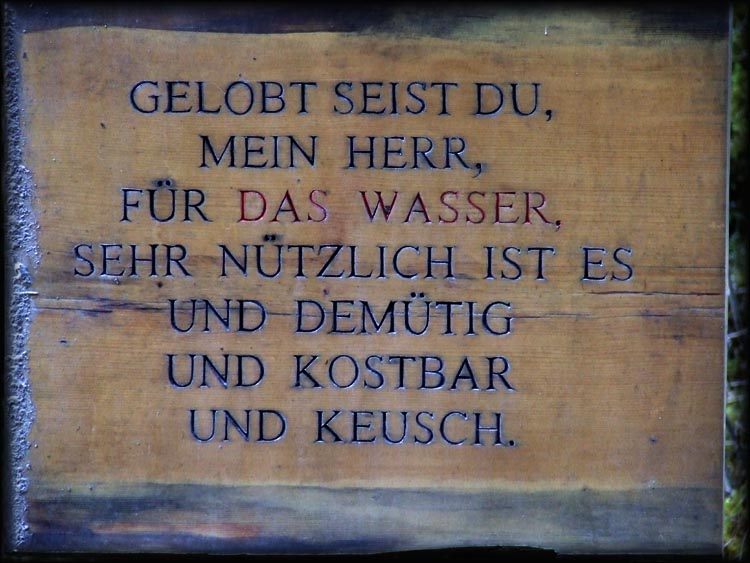 GELOBT SEIST DU,
MEIN HERR,
FÜR DAS WASSER,
SEHR NÜTZLICH IST ES
UND DEMÜTIG
UND KOSTBAR
UND KEUSCH.